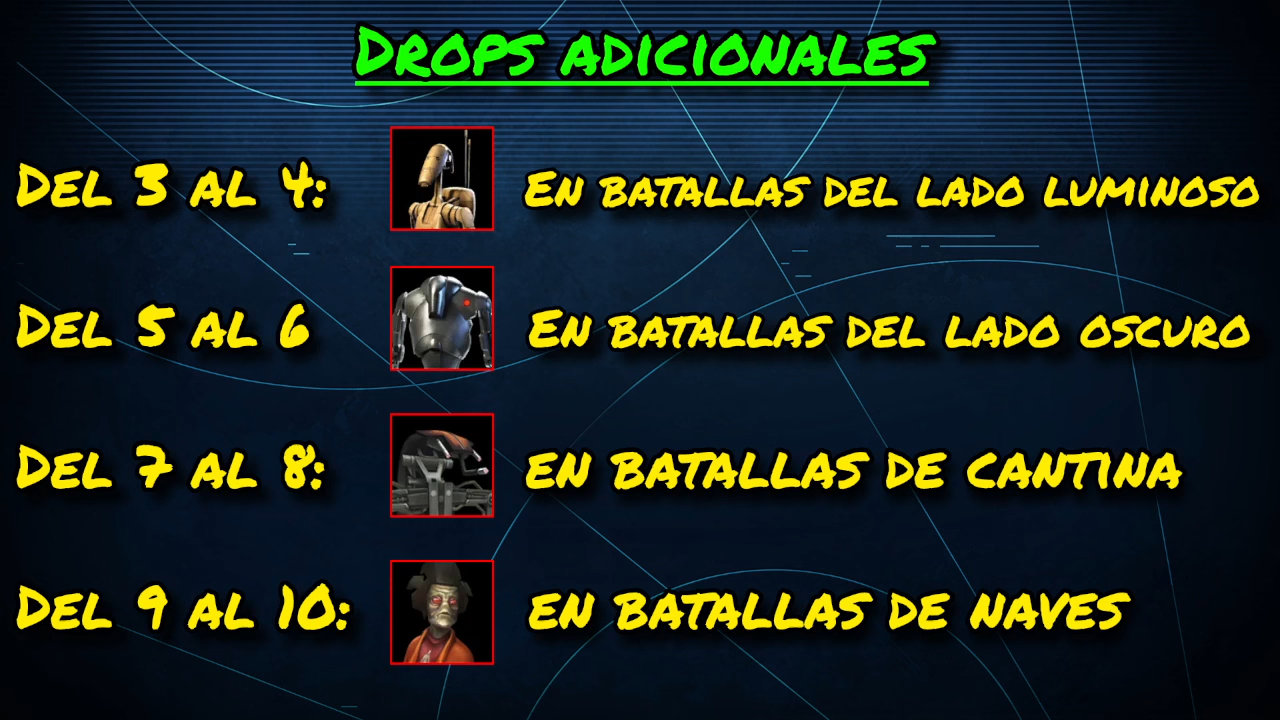 Drops adicionales
Del 3 al 4: En batallas del lado luminoso
Del 5 al 6 En batallas del lado oscuro
Del 7 al 8: en batallas de cantina
Del 9 al 10: en batallas de naves